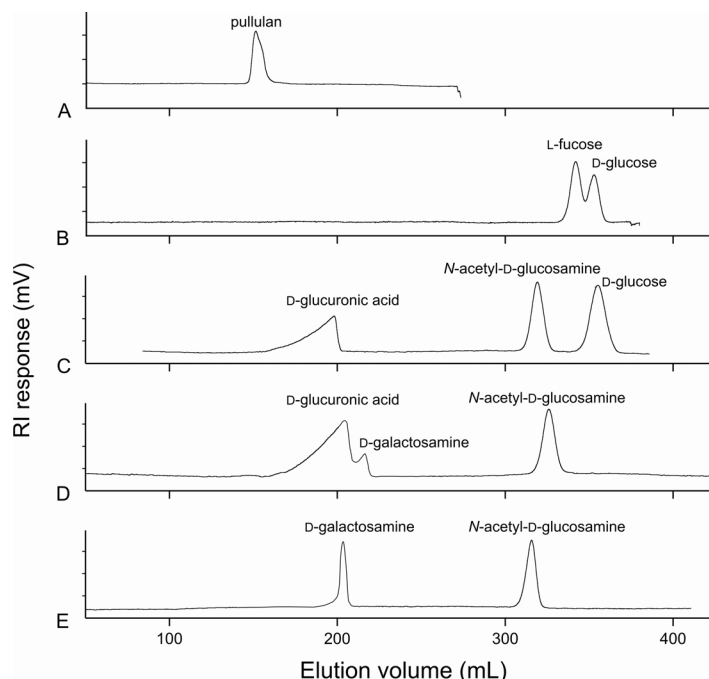 pullulan
A
L-fucose
D-glucose
B
N-acetyl-D-glucosamine
D-glucose
D-glucuronic acid
C
D-glucuronic acid
N-acetyl-D-glucosamine
D-galactosamine
D
D-galactosamine
N-acetyl-D-glucosamine
E
RI response (mV)
100
200
300
400
Elution volume (mL)